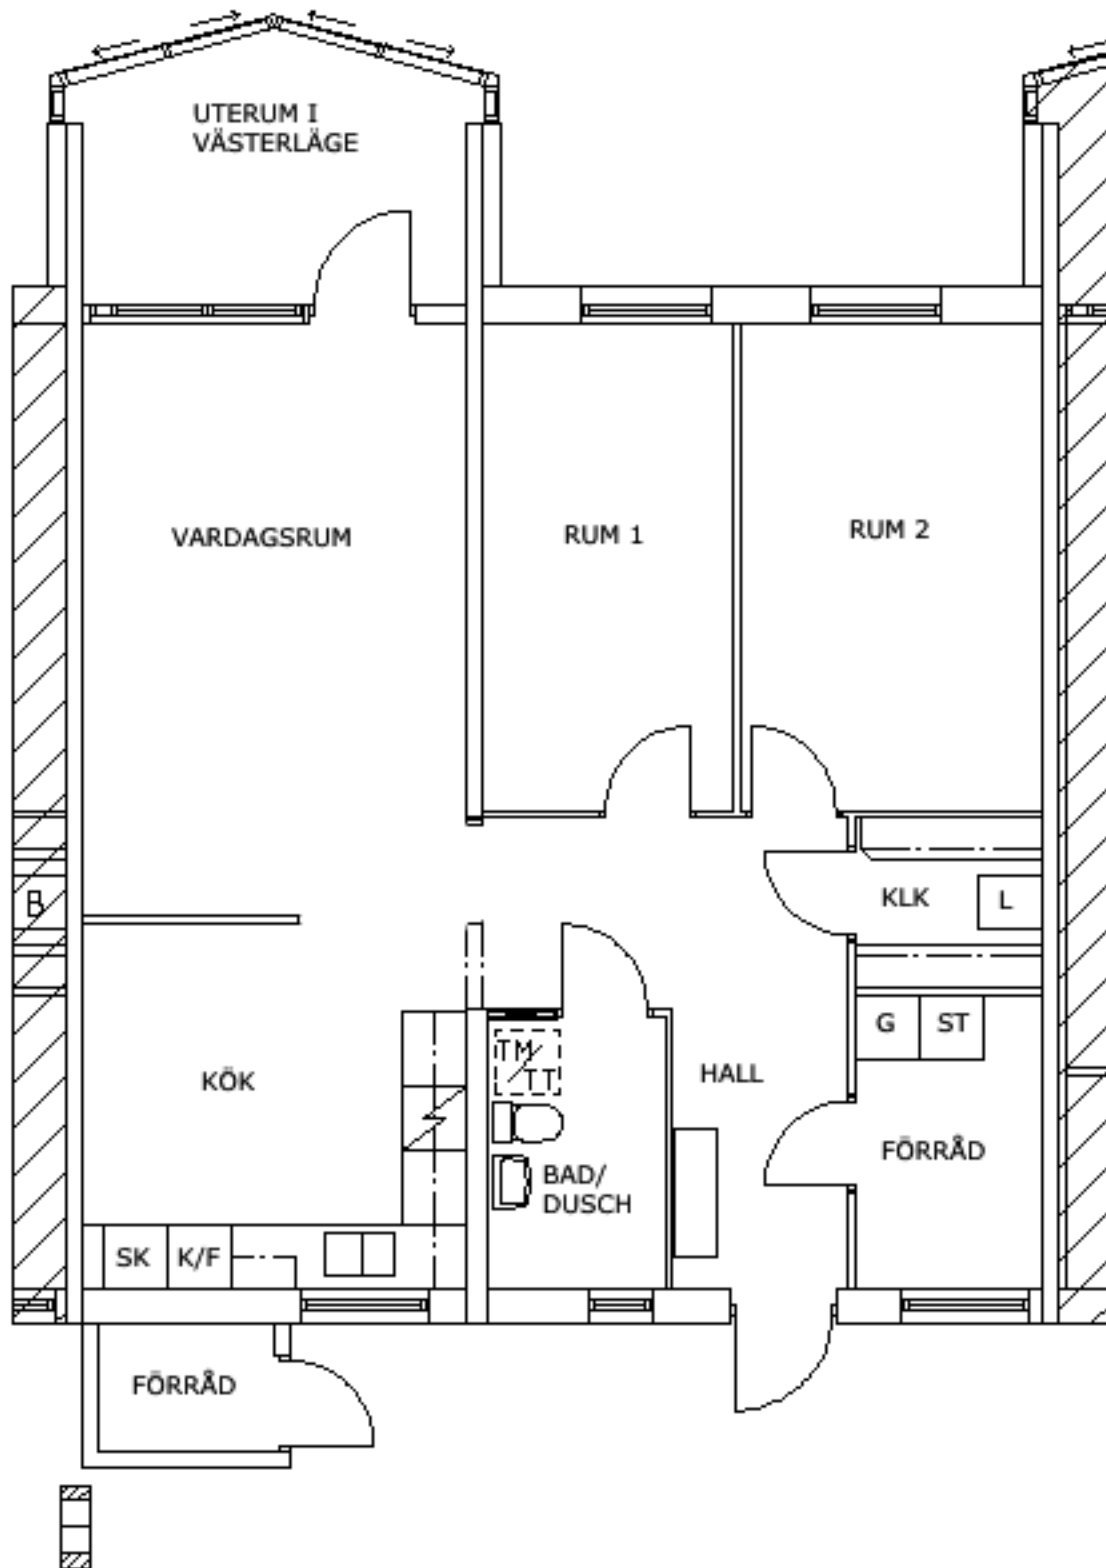 UTERUM I
VÄSTERLÄGE
VARDAGSRUM
RUM 1
RUM 2
B
KLK
L
G
ST
TM/
TT
HALL
KÖK
FÖRRÅD
BAD/
DUSCH
SK
K/F
FÖRRÅD